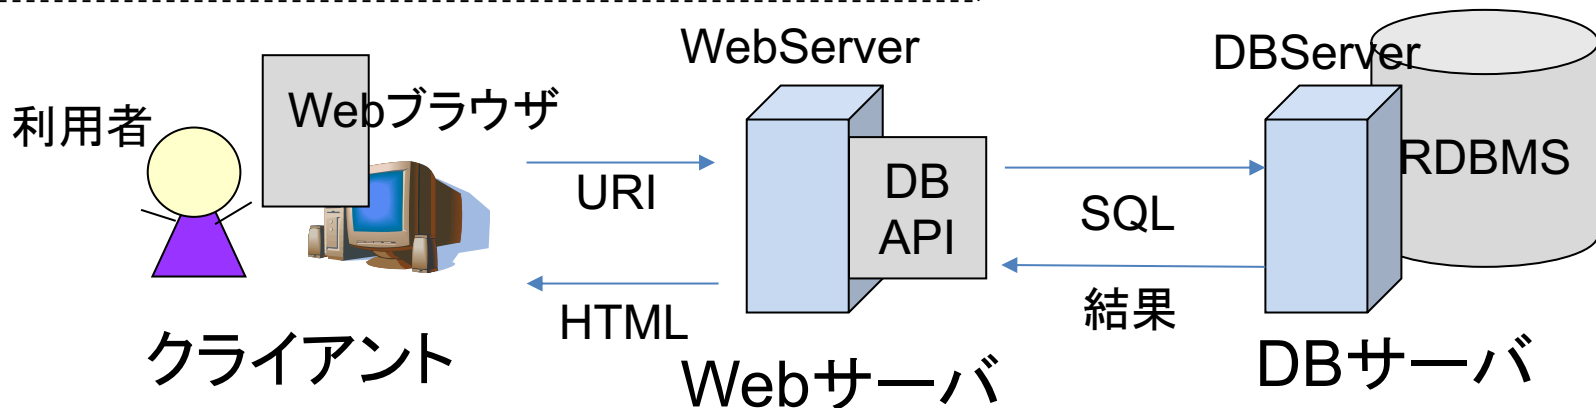 利用者
Webブラウザ
クライアント
URI
HTML
WebServer
DB
API
Webサーバ
SQL
結果
DBServer
RDBMS
DBサーバ